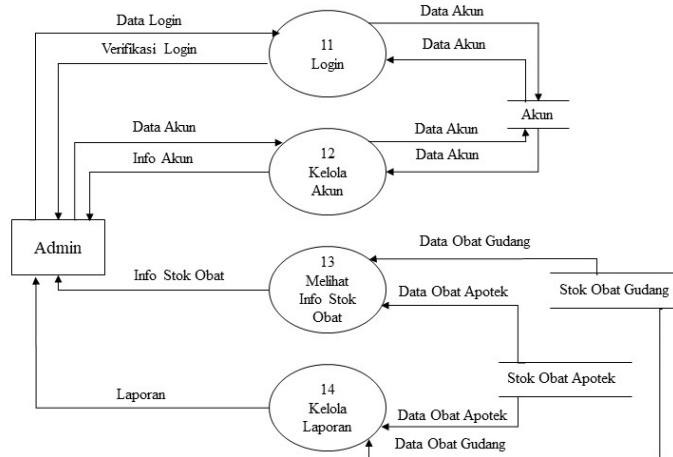 Data Login
Data Akun
11
Login
Verifikasi Login
Data Akun
Akun
Data Akun
Data Akun
12
Kelola
Akun
Info Akun
Data Akun
Admin
Data Obat Gudang
13
Melihat
Info Stok
Obat
Info Stok Obat
Stok Obat Gudang
Data Obat Apotek
Stok Obat Apotek
14
Kelola
Laporan
Laporan
Data Obat Apotek
Data Obat Gudang